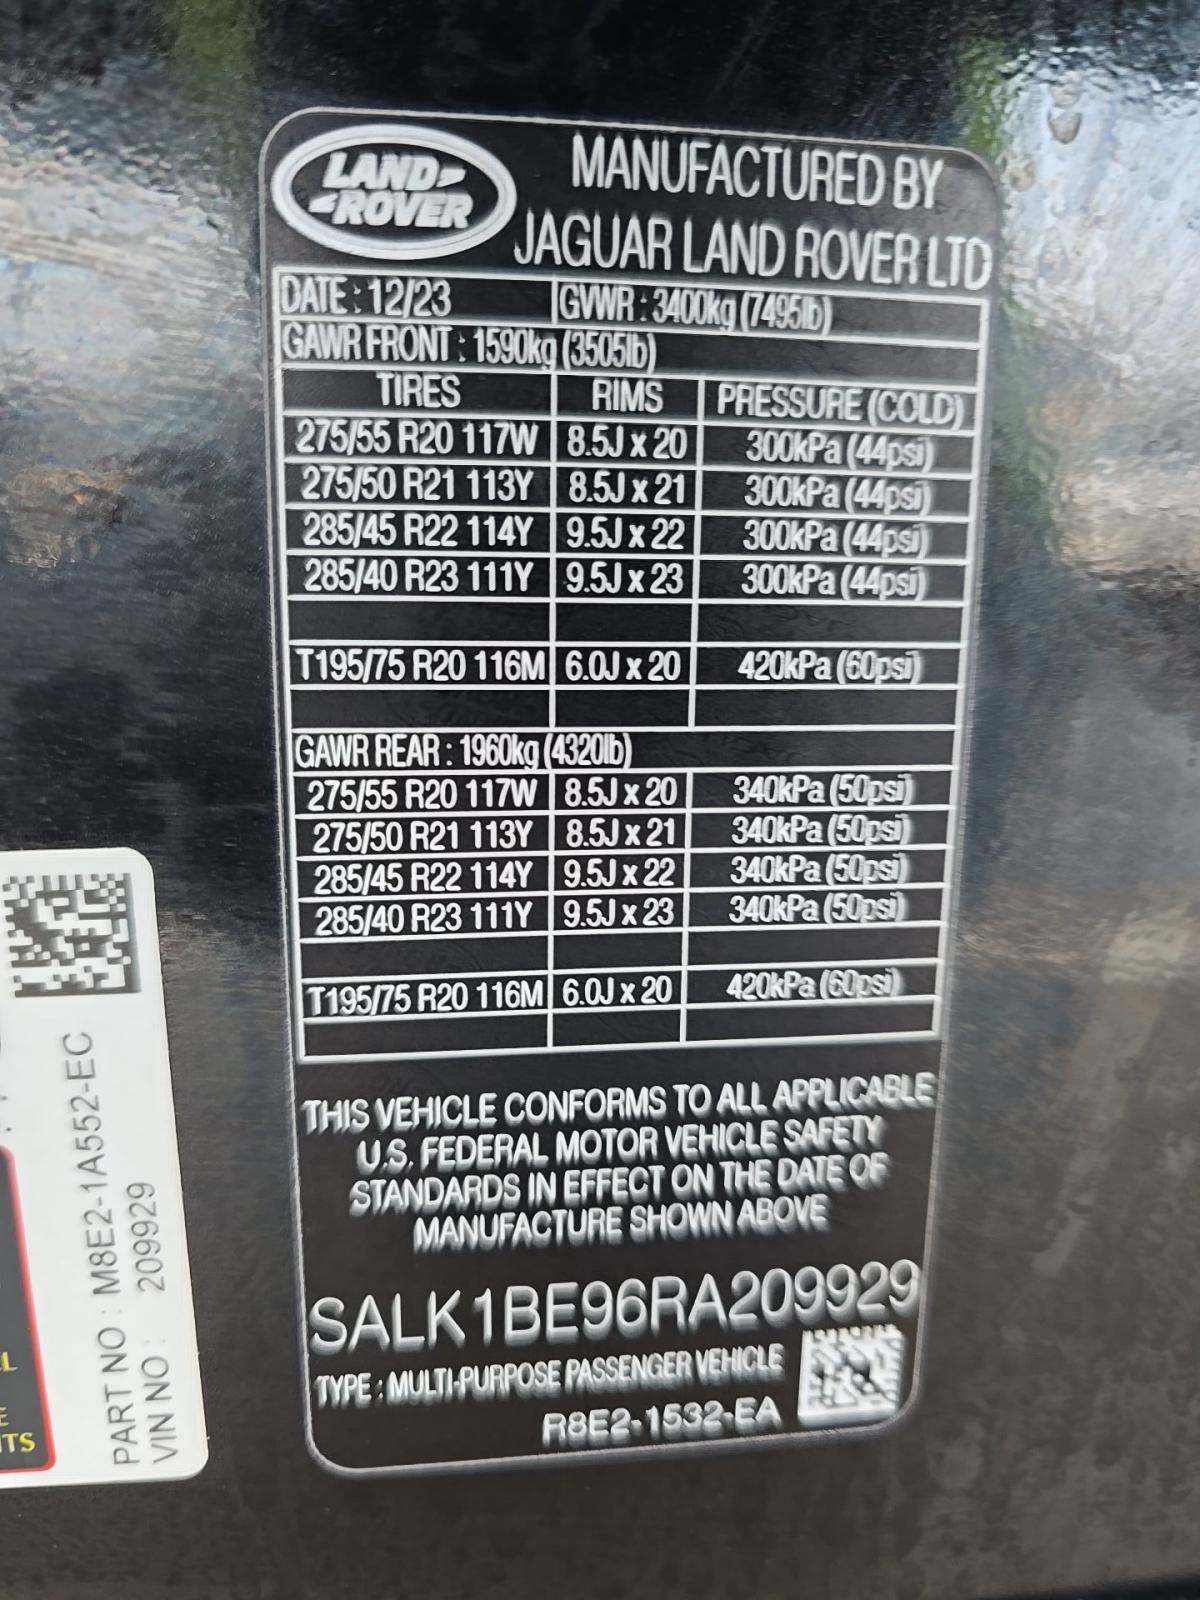 LAND-
-ROVER
MANUFACTURED BY
JAGUAR LAND ROVER LTD
DATE : 12/23 GVWR : 3400kg (7495lb)
GAWR FRONT : 1590kg (3505lb)
TIRES RIMS PRESSURE (COLD)
275/55 R20 117W 8.5J x 20 300kPa (44psi)
275/50 R21 113Y 8.5J x 21 300kPa (44psi)
285/45 R22 114Y 9.5J x 22 300kPa (44psi)
285/40 R23 111Y 9.5J x 23 300kPa (44psi)
T195/75 R20 116M 6.0J x 20 420kPa (60psi)
GAWR REAR : 1960kg (4320lb)
275/55 R20 117W 8.5J x 20 340kPa (50psi)
275/50 R21 113Y 8.5J x 21 340kPa (50psi)
285/45 R22 114Y 9.5J x 22 340kPa (50psi)
285/40 R23 111Y 9.5J x 23 340kPa (50psi)
T195/75 R20 116M 6.0J x 20 420kPa (60psi)
THIS VEHICLE CONFORMS TO ALL APPLICABLE
U.S. FEDERAL MOTOR VEHICLE SAFETY
STANDARDS IN EFFECT ON THE DATE OF
MANUFACTURE SHOWN ABOVE
SALK1BE96RA209929
TYPE : MULTI-PURPOSE PASSENGER VEHICLE
R8E2-1532-EA
PART NO : M8E2-1A552-EC
VIN NO : 209929